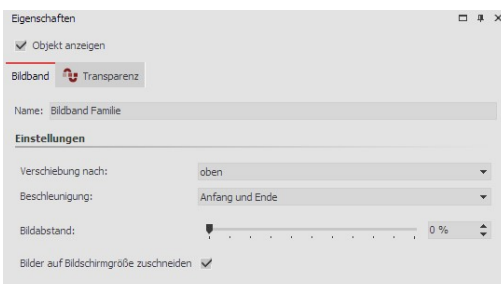 Eigenschaften
Objekt anzeigen
Bildband Transparenz
Name: Bildband Familie
Einstellungen
Verschiebung nach: oben
Beschleunigung: Anfang und Ende
Bildabstand: 0 %
Bilder auf Bildschirmgröße zuschneiden